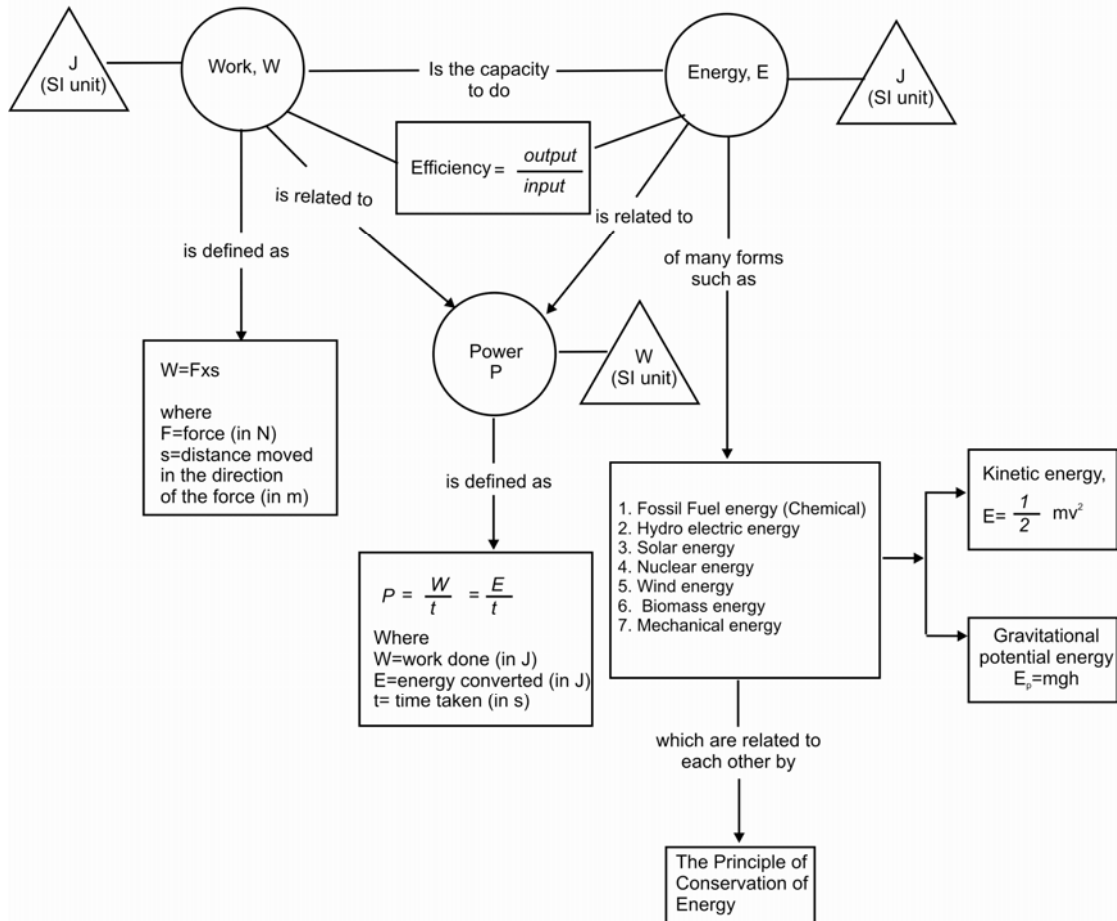 J
(SI unit)
Work, W
Is the capacity
to do
Energy, E
J
(SI unit)
Efficiency = output / input
is related to
is related to
is defined as
of many forms
such as
Power
P
W
(SI unit)
W=Fxs
where
F=force (in N)
s=distance moved
in the direction
of the force (in m)
is defined as
P = W/t = E/t
Where
W=work done (in J)
E=energy converted (in J)
t= time taken (in s)
1. Fossil Fuel energy (Chemical)
2. Hydro electric energy
3. Solar energy
4. Nuclear energy
5. Wind energy
6. Biomass energy
7. Mechanical energy
Kinetic energy,
E= 1/2 mv²
Gravitational
potential energy
Eₚ=mgh
which are related to
each other by
The Principle of
Conservation of
Energy